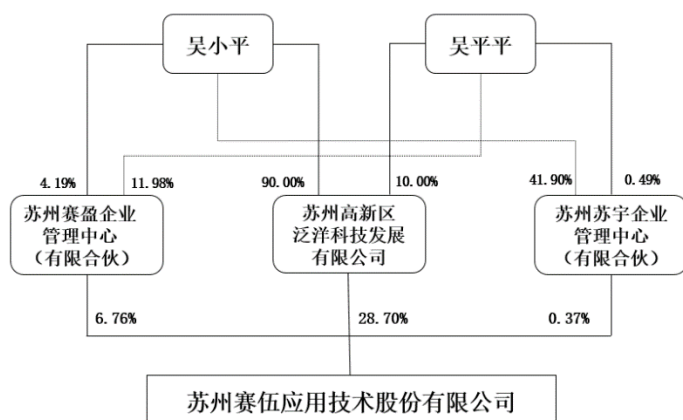 吴小平
吴平平
4.19%
11.98%
90.00%
10.00%
41.90%
0.49%
苏州赛盈企业
管理中心
（有限合伙）
苏州高新区
泛洋科技发展
有限公司
苏州苏宇企业
管理中心
（有限合伙）
6.76%
28.70%
0.37%
苏州赛伍应用技术股份有限公司